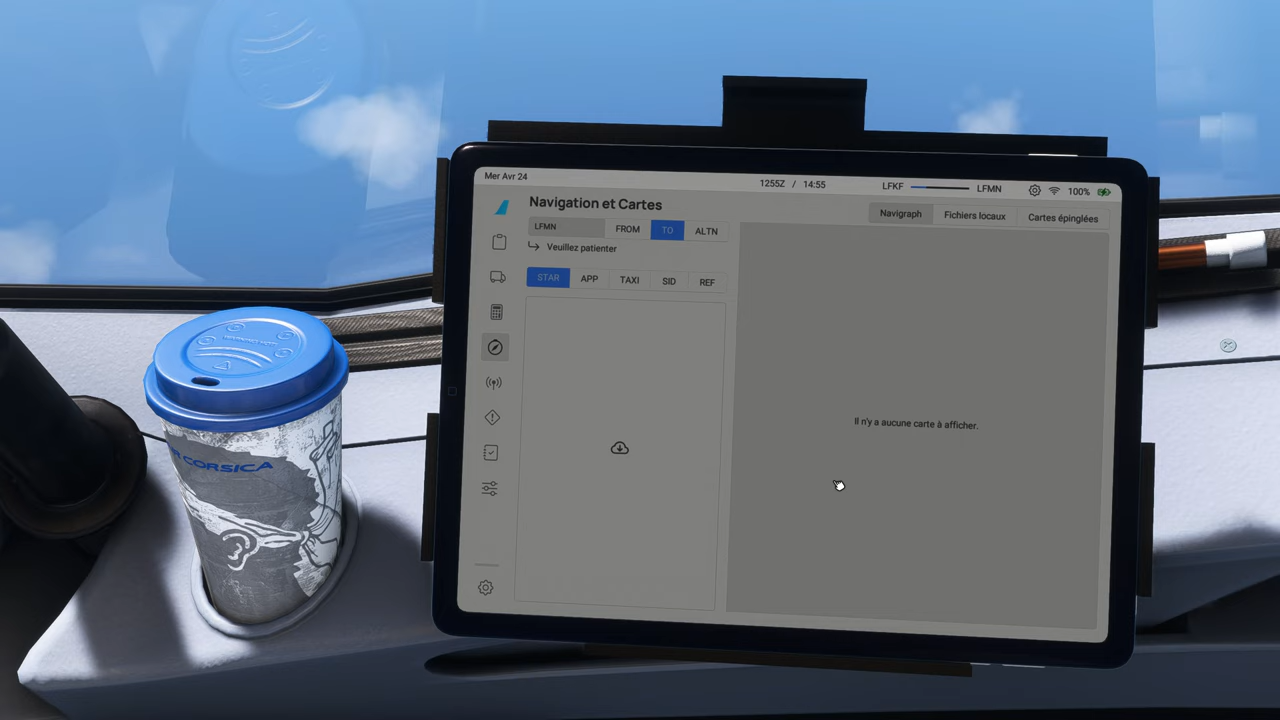 Mer Avr 24
1255Z / 14:55
LFKF
LFMN
100%
Navigation et Cartes
Navigraph
Fichiers locaux
Cartes épinglées
LFMN
FROM
TO
ALTN
Veuillez patienter
STAR
APP
TAXI
SID
REF
Il n'y a aucune carte à afficher.
CORSICA